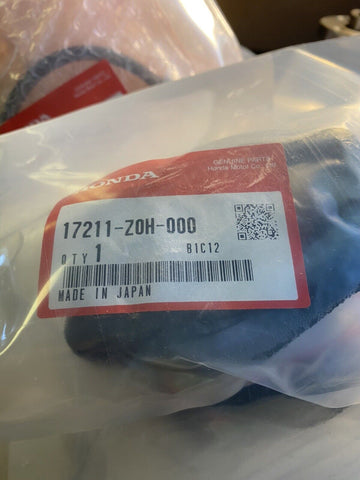 HONDA
GENUINE PARTS
Honda Motor Co., Ltd.
17211-Z0H-000
QTY 1
B1C12
MADE IN JAPAN